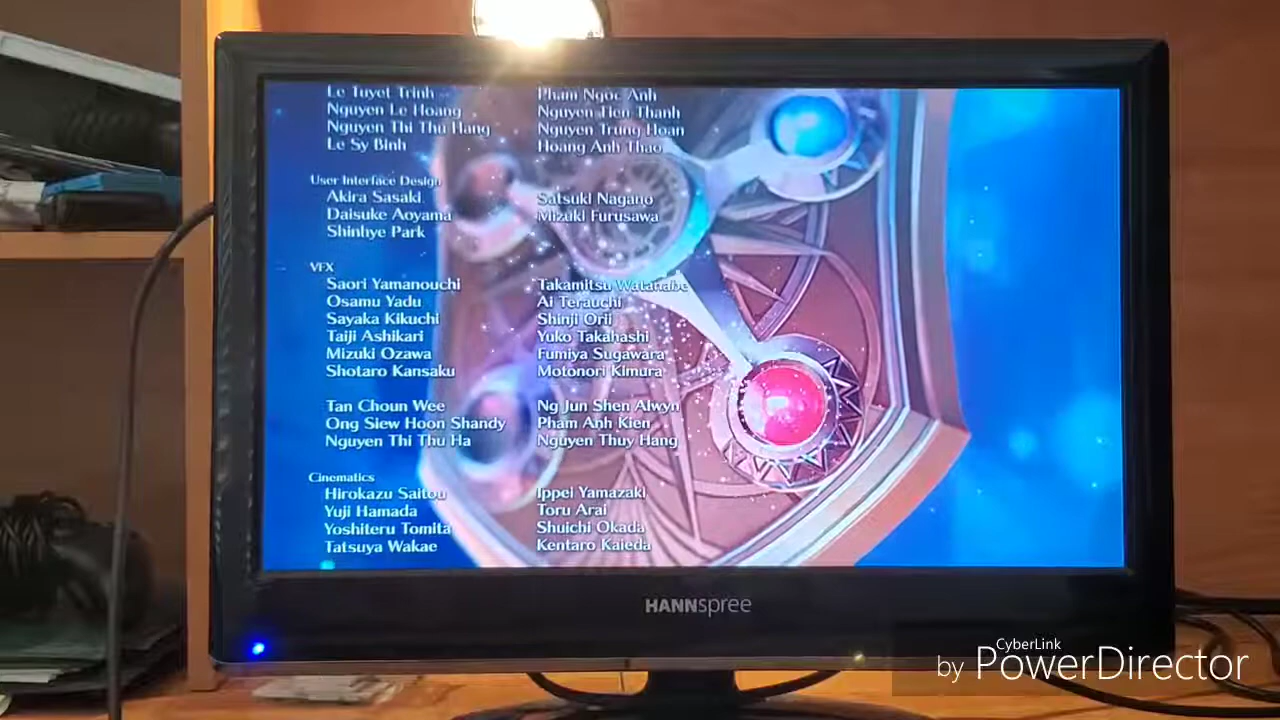 Le Tuyet Trinh Pham Ngoc Anh
Nguyen Le Hoang Nguyen Tien Thanh
Nguyen Thi Thu Hang Nguyen Trung Hoan
Le Sy Binh Hoang Anh Thao
User Interface Design
Akira Sasaki Satsuki Nagano
Daisuke Aoyama Mizuki Furusawa
Shinhye Park
VFX
Saori Yamanouchi Takamitsu Watanabe
Osamu Yadu Ai Terauchi
Sayaka Kikuchi Shinji Orii
Taiji Ashikari Yuko Takahashi
Mizuki Ozawa Fumiya Sugawara
Shotaro Kansaku Motonori Kimura
Tan Choun Wee Ng Jun Shen Alwyn
Ong Siew Hoon Shandy Pham Anh Kien
Nguyen Thi Thu Ha Nguyen Thuy Hang
Cinematics
Hirokazu Saitou Ippei Yamazaki
Yuji Hamada Toru Arai
Yoshiteru Tomita Shuichi Okada
Tatsuya Wakae Kentaro Kaieda
HANNspree
CyberLink
by PowerDirector